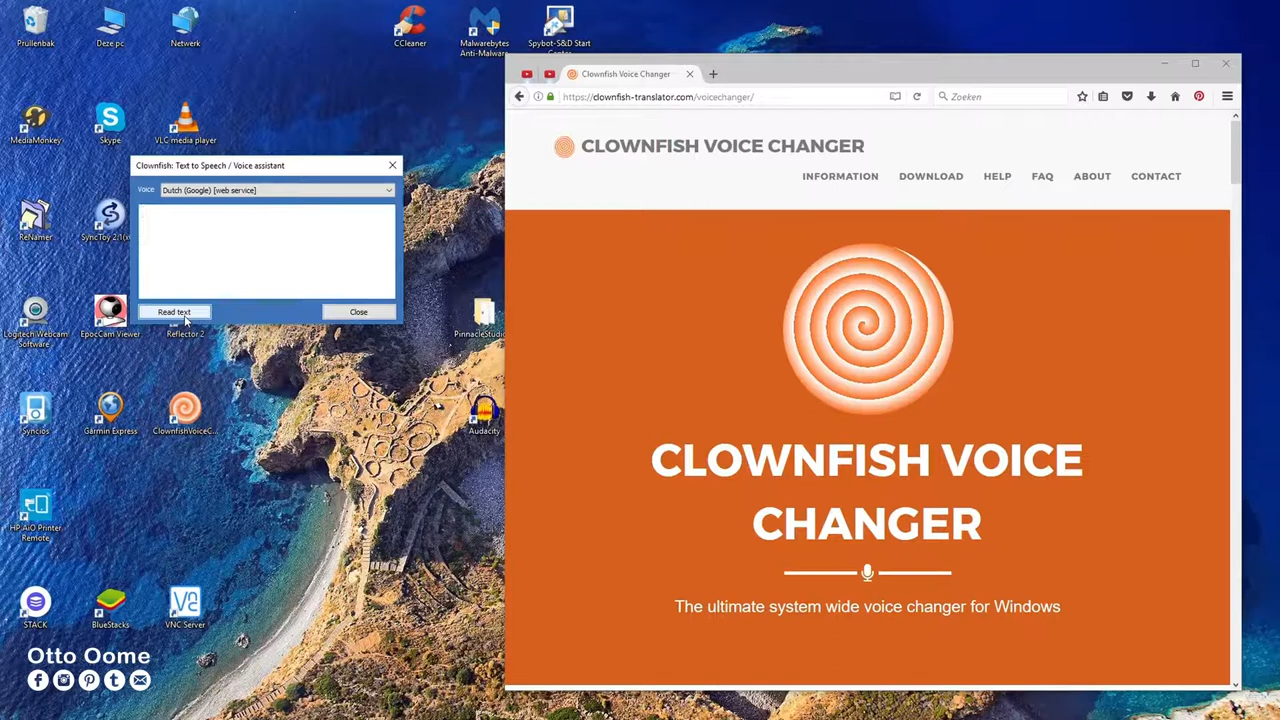 Prullenbak
Deze pc
Netwerk
CCleaner
Malwarebytes
Anti-Malware
Spybot-S&D Start
Center
MediaMonkey
Skype
VLC media player
ReNamer
SyncToy 2.1(x
Logitech Webcam
Software
EpocCam Viewer
Reflector 2
PinnacleStudio
Syncios
Garmin Express
ClownfishVoiceC...
Audacity
HP AiO Printer
Remote
STACK
BlueStacks
VNC Server
Otto Oome
Clownfish: Text to Speech / Voice assistant
Voice
Dutch (Google) [web service]
Read text
Close
Clownfish Voice Changer
https://clownfish-translator.com/voicechanger/
Zoeken
CLOWNFISH VOICE CHANGER
INFORMATION DOWNLOAD HELP FAQ ABOUT CONTACT
CLOWNFISH VOICE
CHANGER
The ultimate system wide voice changer for Windows